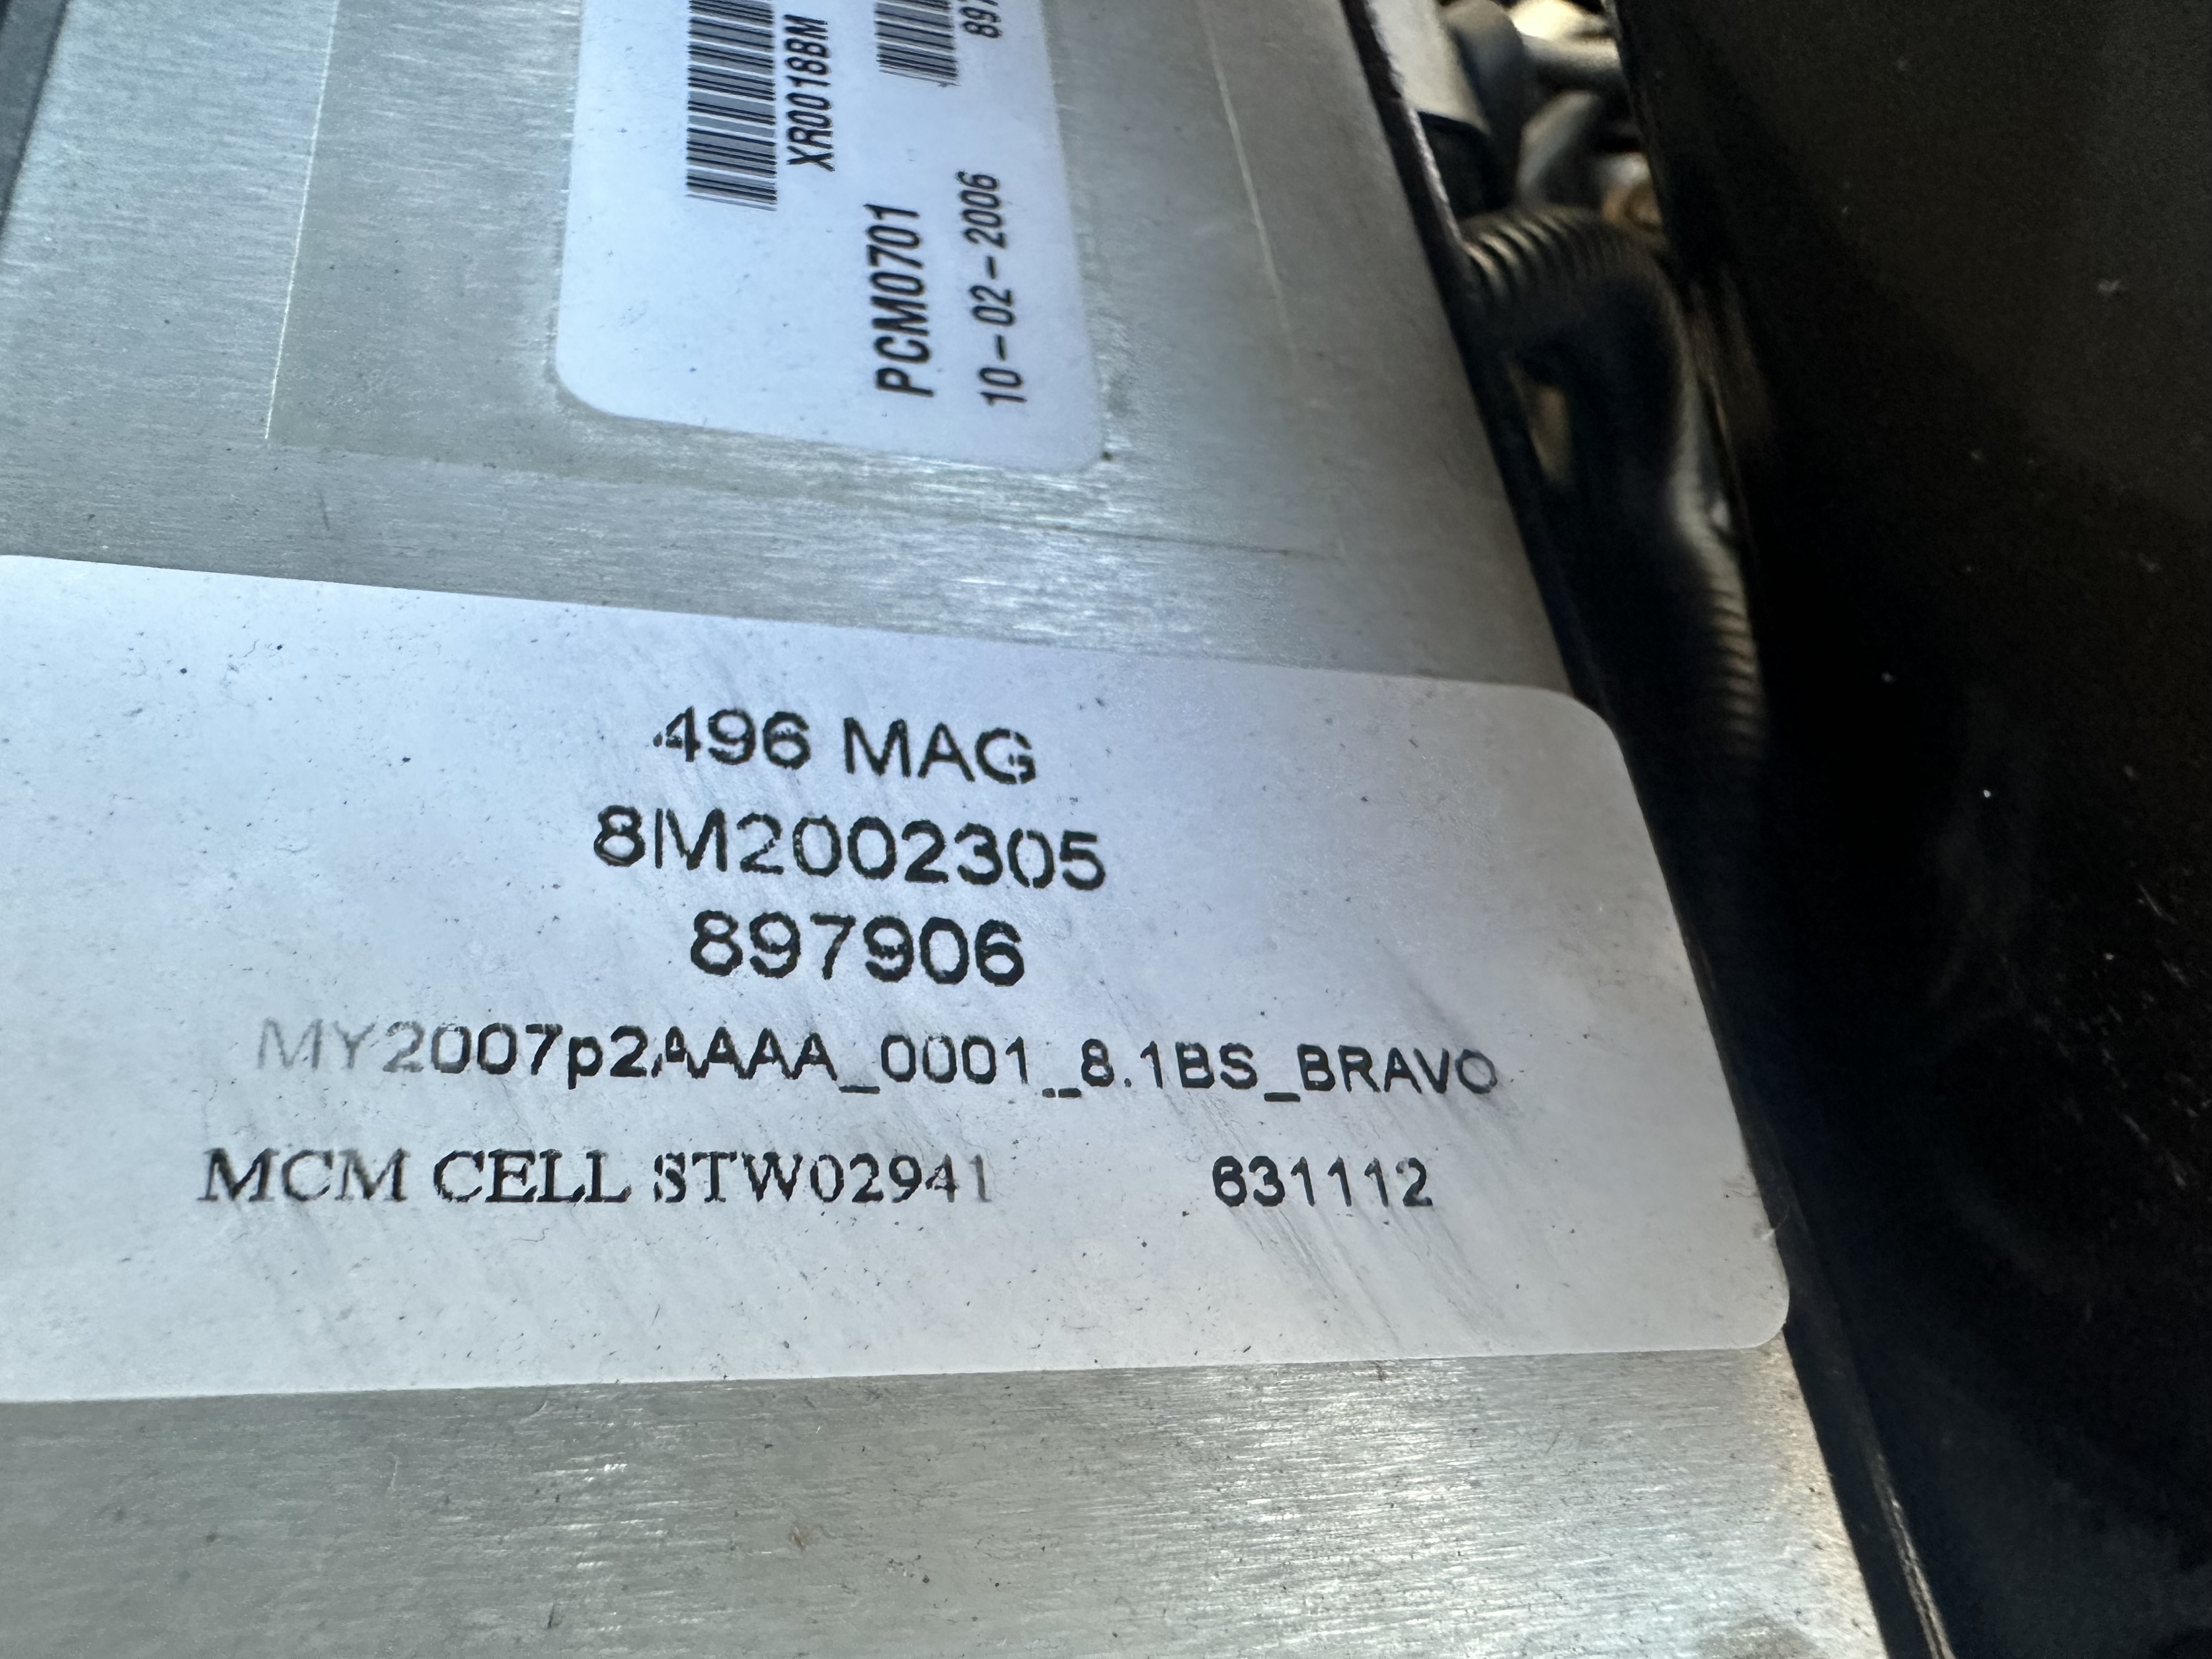 XR0018BM
PCM0701
10-02-2006
496 MAG
8M2002305
897906
MY2007p2AAAA_0001_8.1BS_BRAVO
MCM CELL STW02941 631112